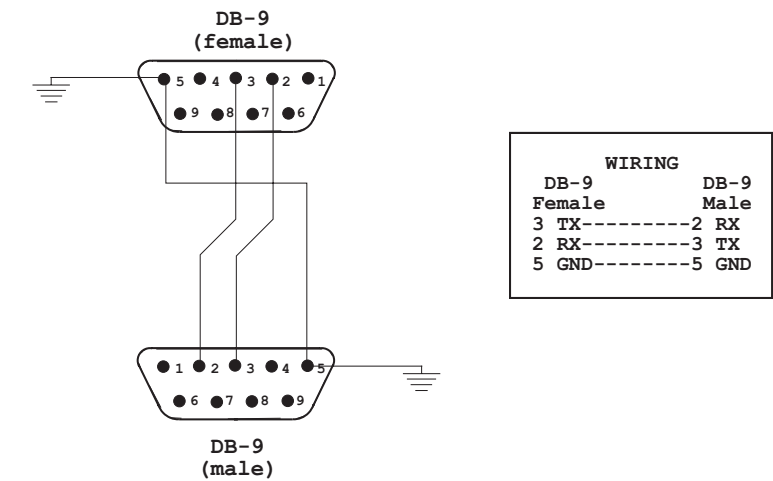 DB-9
(female)
5 4 3 2 1
9 8 7 6
WIRING
DB-9 DB-9
Female Male
3 TX---------2 RX
2 RX---------3 TX
5 GND--------5 GND
1 2 3 4 5
6 7 8 9
DB-9
(male)